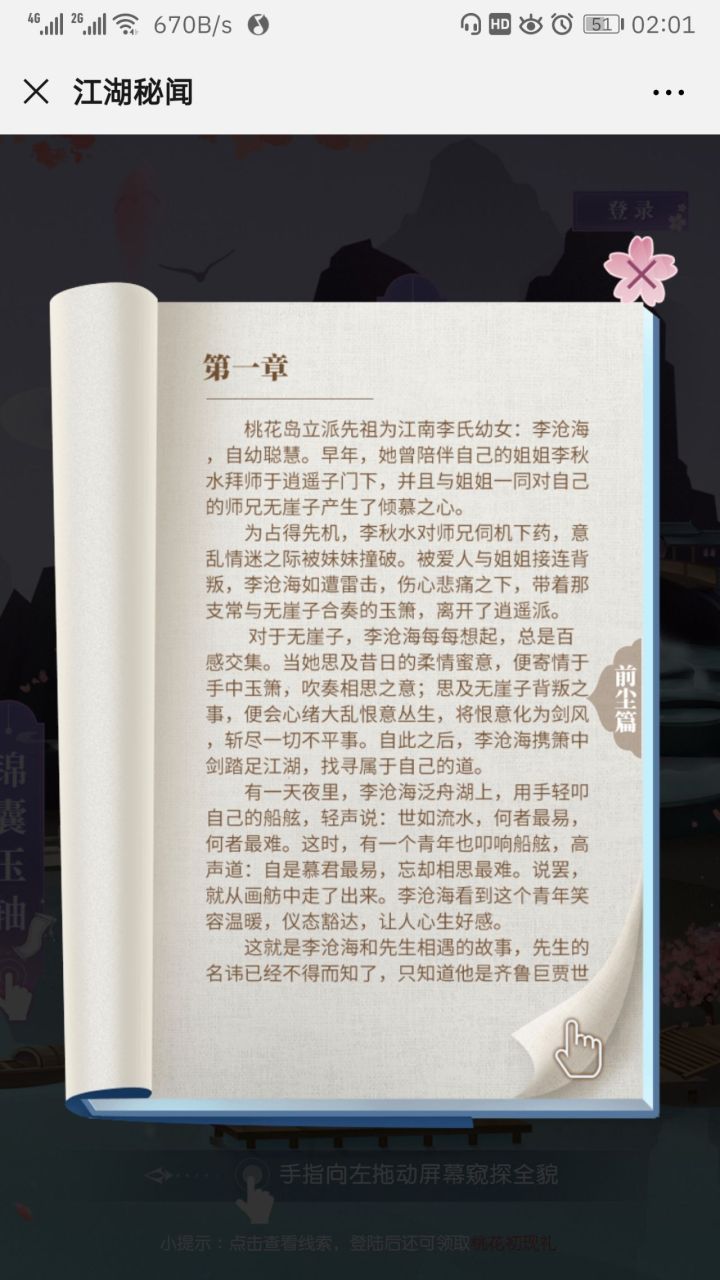 4G 2G 670B/s HD 51 02:01
江湖秘闻
登录
第一章
桃花岛立派先祖为江南李氏幼女：李沧海
，自幼聪慧。早年，她曾陪伴自己的姐姐李秋
水拜师于逍遥子门下，并且与姐姐一同对自己
的师兄无崖子产生了倾慕之心。
为占得先机，李秋水对师兄伺机下药，意
乱情迷之际被妹妹撞破。被爱人与姐姐接连背
叛，李沧海如遭雷击，伤心悲痛之下，带着那
支常与无崖子合奏的玉箫，离开了逍遥派。
对于无崖子，李沧海每每想起，总是百
感交集。当她思及昔日的柔情蜜意，便寄情于
手中玉箫，吹奏相思之意；思及无崖子背叛之
事，便会心绪大乱恨意丛生，将恨意化为剑风
，斩尽一切不平事。自此之后，李沧海携箫中
剑踏足江湖，找寻属于自己的道。
有一天夜里，李沧海泛舟湖上，用手轻叩
自己的船舷，轻声说：世如流水，何者最易，
何者最难。这时，有一个青年也叩响船舷，高
声道：自是慕君最易，忘却相思最难。说罢，
就从画舫中走了出来。李沧海看到这个青年笑
容温暖，仪态豁达，让人心生好感。
这就是李沧海和先生相遇的故事，先生的
名讳已经不得而知了，只知道他是齐鲁巨贾世
前尘篇
锦囊玉轴
手指向左拖动屏幕窥探全貌
小提示：点击查看线索，登陆后还可领取桃花初现礼